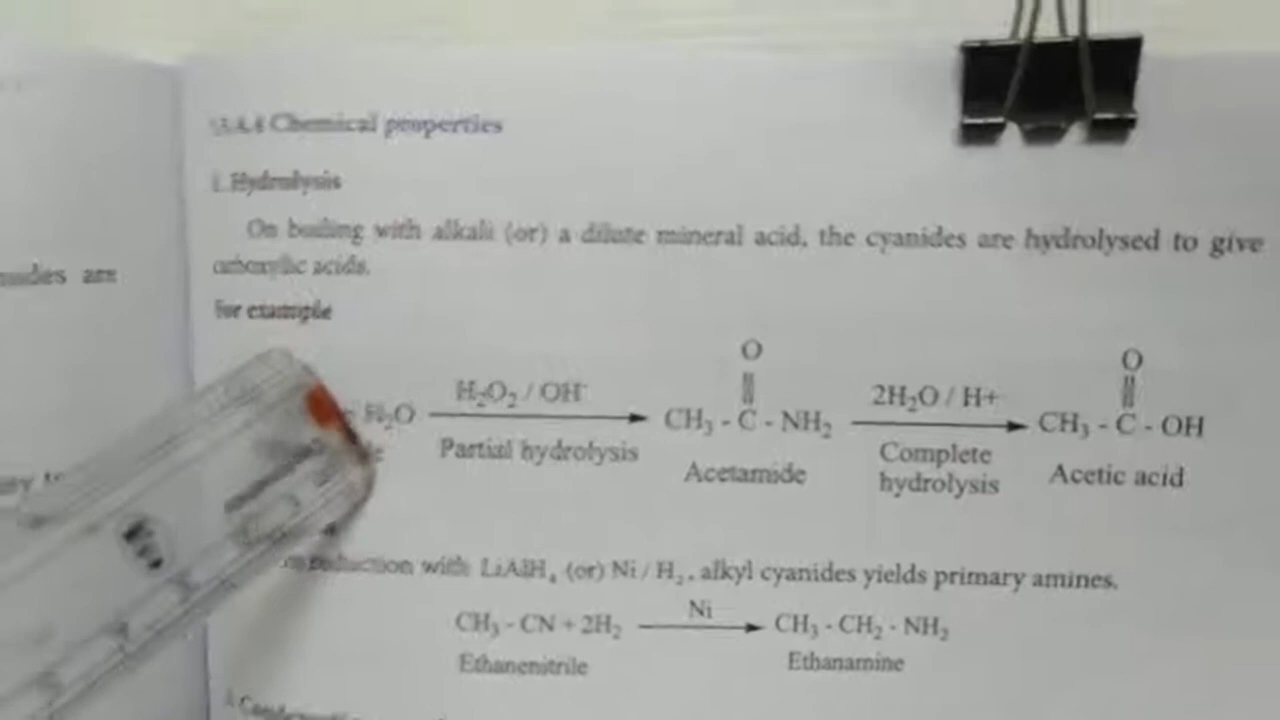 Chemical properties
1. Hydrolysis
On boiling with alkali (or) a dilute mineral acid, the cyanides are hydrolysed to give
carboxylic acids.
For example
H₂O
H₂O₂ / OH⁻
Partial hydrolysis
O
||
CH₃ - C - NH₂
Acetamide
2H₂O / H+
Complete
hydrolysis
O
||
CH₃ - C - OH
Acetic acid
reduction with LiAlH₄ (or) Ni / H₂, alkyl cyanides yields primary amines.
CH₃ - CN + 2H₂ Ni CH₃ - CH₂ - NH₂
Ethanenitrile Ethanamine